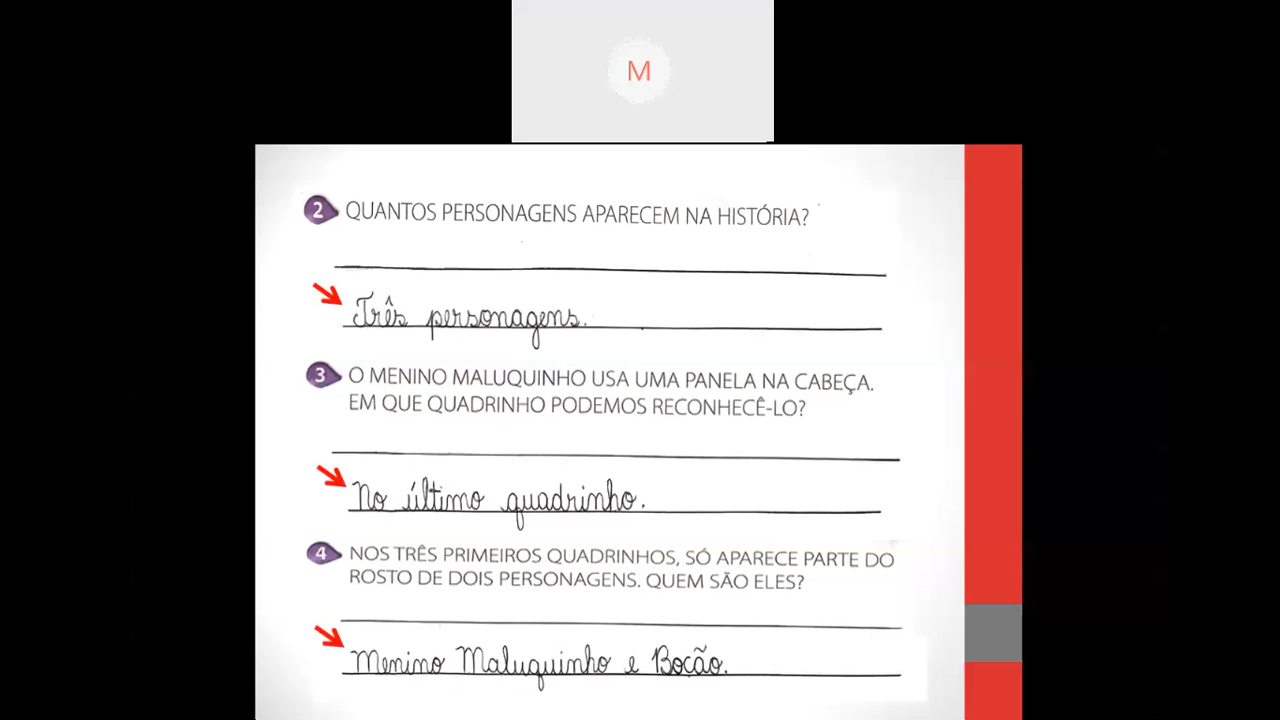 M
2 QUANTOS PERSONAGENS APARECEM NA HISTÓRIA?
Três personagens.
3 O MENINO MALUQUINHO USA UMA PANELA NA CABEÇA.
EM QUE QUADRINHO PODEMOS RECONHECÊ-LO?
No último quadrinho.
4 NOS TRÊS PRIMEIROS QUADRINHOS, SÓ APARECE PARTE DO
ROSTO DE DOIS PERSONAGENS. QUEM SÃO ELES?
Menino Maluquinho e Bocão.